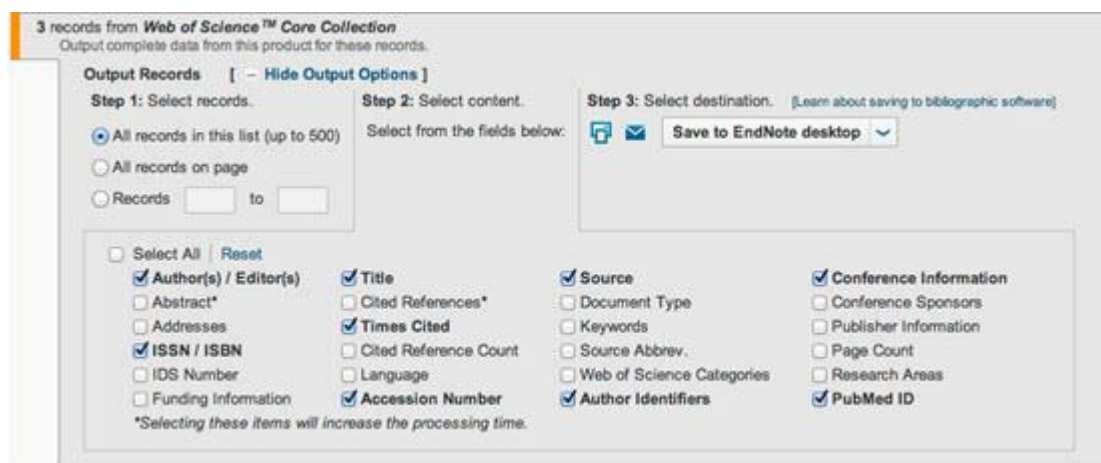 3 records from Web of Science™ Core Collection
Output complete data from this product for these records.
Output Records [ – Hide Output Options ]
Step 1: Select records.
All records in this list (up to 500)
All records on page
Records to
Step 2: Select content.
Select from the fields below:
Step 3: Select destination. [Learn about saving to bibliographic software]
Save to EndNote desktop
Select All | Reset
Author(s) / Editor(s) Title Source Conference Information
Abstract* Cited References* Document Type Conference Sponsors
Addresses Times Cited Keywords Publisher Information
ISSN / ISBN Cited Reference Count Source Abbrev. Page Count
IDS Number Language Web of Science Categories Research Areas
Funding Information Accession Number Author Identifiers PubMed ID
*Selecting these items will increase the processing time.